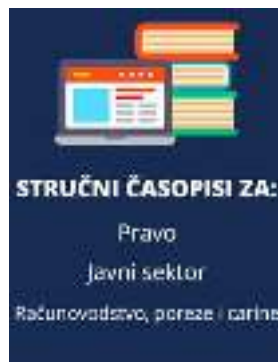 STRUČNI ČASOPISI ZA:
Pravo
Javni sektor
Računovodstvo, poreze i carine